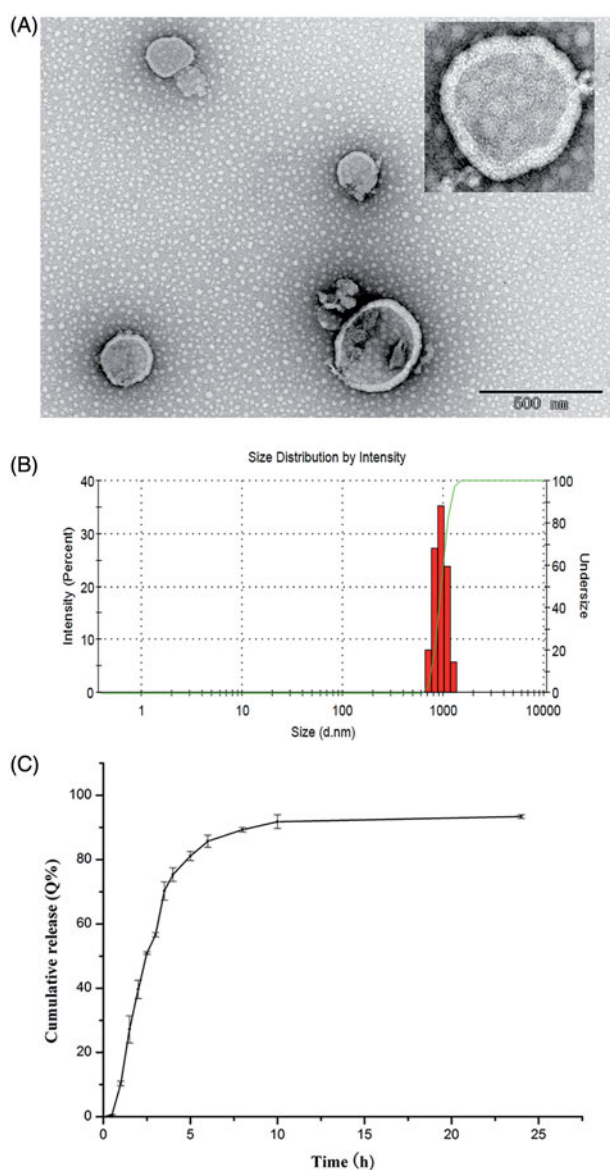 (A)
500 nm
(B)
Size Distribution by Intensity
Intensity (Percent)
40
30
20
10
0
100
80
60
40
20
0
Undersize
1 10 100 1000 10000
Size (d.nm)
(C)
Cumulative release (Q%)
100
80
60
40
20
0
0 5 10 15 20 25
Time (h)